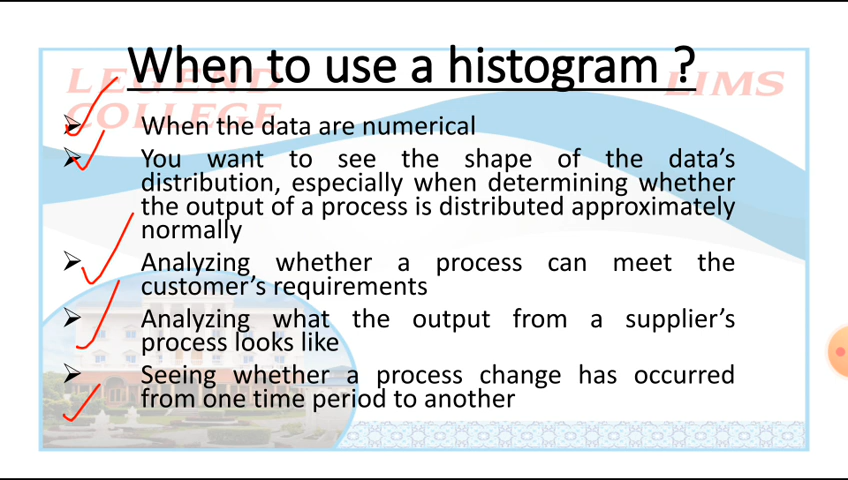 When to use a histogram ?
LEGEND
COLLEGE
LIMS
➢ When the data are numerical
➢ You want to see the shape of the data's
distribution, especially when determining whether
the output of a process is distributed approximately
normally
➢ Analyzing whether a process can meet the
customer's requirements
➢ Analyzing what the output from a supplier's
process looks like
➢ Seeing whether a process change has occurred
from one time period to another